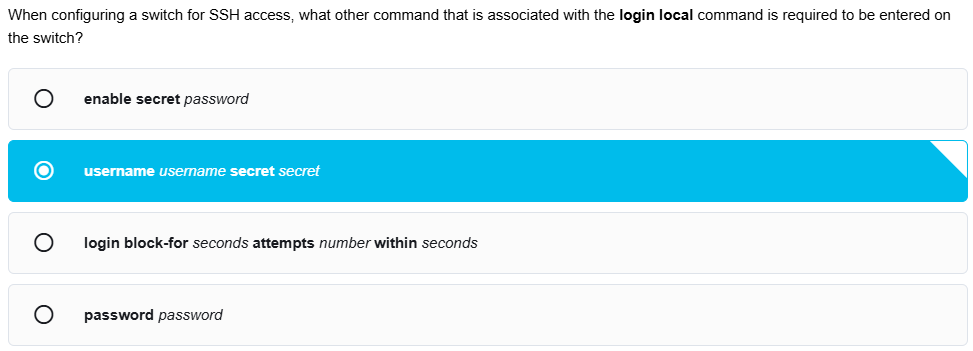 When configuring a switch for SSH access, what other command that is associated with the login local command is required to be entered on
the switch?
enable secret password
username username secret secret
login block-for seconds attempts number within seconds
password password